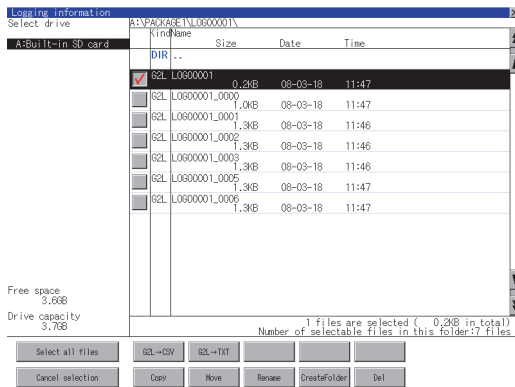 Logging information
Select drive
A:\PACKAGE1\LOG00001\
A:Built-in SD card
Kind Name
Size Date Time
DIR ..
G2L LOG00001
0.2KB 08-03-18 11:47
G2L LOG00001_0000
1.0KB 08-03-18 11:47
G2L LOG00001_0001
1.3KB 08-03-18 11:46
G2L LOG00001_0002
1.3KB 08-03-18 11:46
G2L LOG00001_0003
1.3KB 08-03-18 11:46
G2L LOG00001_0005
1.3KB 08-03-18 11:47
G2L LOG00001_0006
1.3KB 08-03-18 11:47
Free space
3.6GB
Drive capacity
3.7GB
1 files are selected ( 0.2KB in total)
Number of selectable files in this folder:7 files
Select all files G2L→CSV G2L→TXT
Cancel selection Copy Move Rename CreateFolder Del